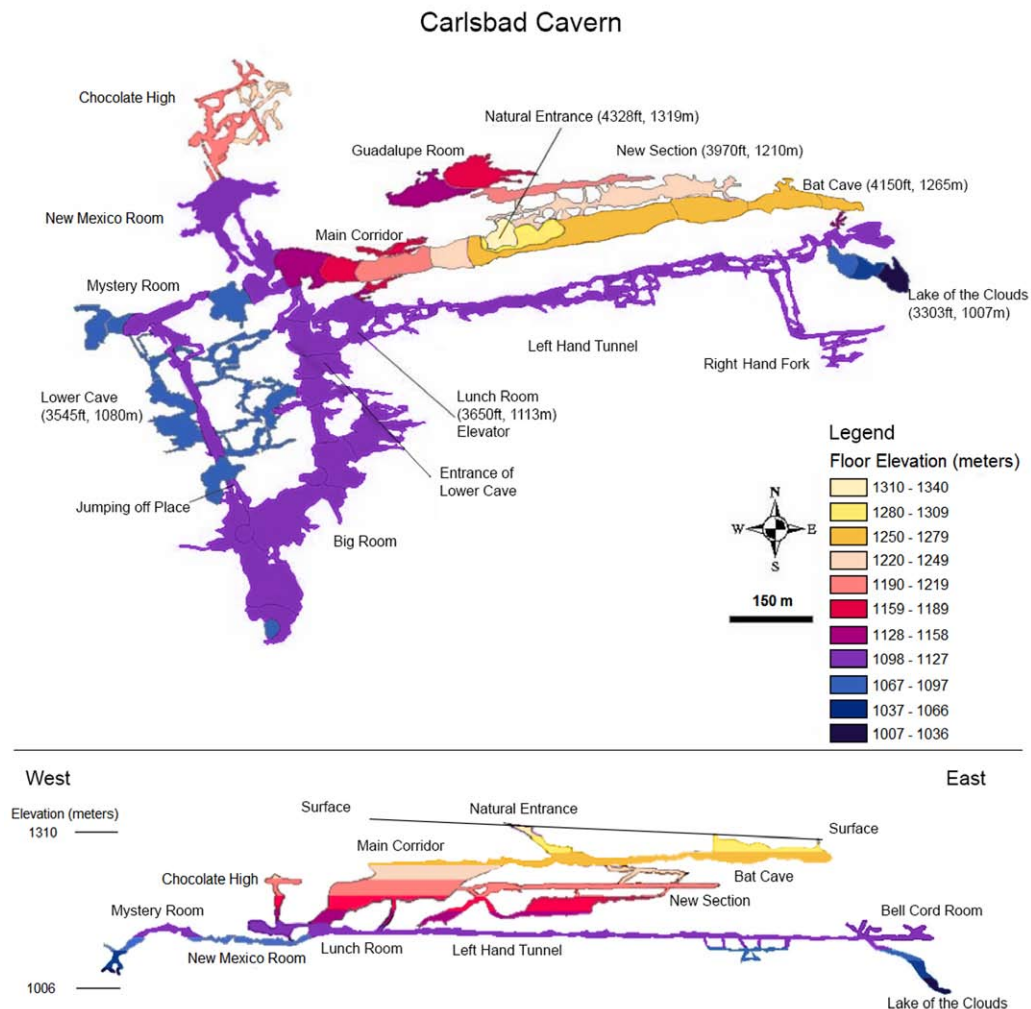 Carlsbad Cavern
Chocolate High
Natural Entrance (4328ft, 1319m)
Guadalupe Room
New Section (3970ft, 1210m)
Bat Cave (4150ft, 1265m)
New Mexico Room
Main Corridor
Mystery Room
Lake of the Clouds
(3303ft, 1007m)
Left Hand Tunnel
Right Hand Fork
Lower Cave
(3545ft, 1080m)
Lunch Room
(3650ft, 1113m)
Elevator
Entrance of
Lower Cave
Jumping off Place
Big Room
Legend
Floor Elevation (meters)
1310 - 1340
1280 - 1309
1250 - 1279
1220 - 1249
1190 - 1219
1159 - 1189
1128 - 1158
1098 - 1127
1067 - 1097
1037 - 1066
1007 - 1036
N
W
E
S
150 m
West
East
Elevation (meters)
1310
Surface
Natural Entrance
Surface
Main Corridor
Bat Cave
Chocolate High
New Section
Mystery Room
Bell Cord Room
New Mexico Room
Lunch Room
Left Hand Tunnel
1006
Lake of the Clouds